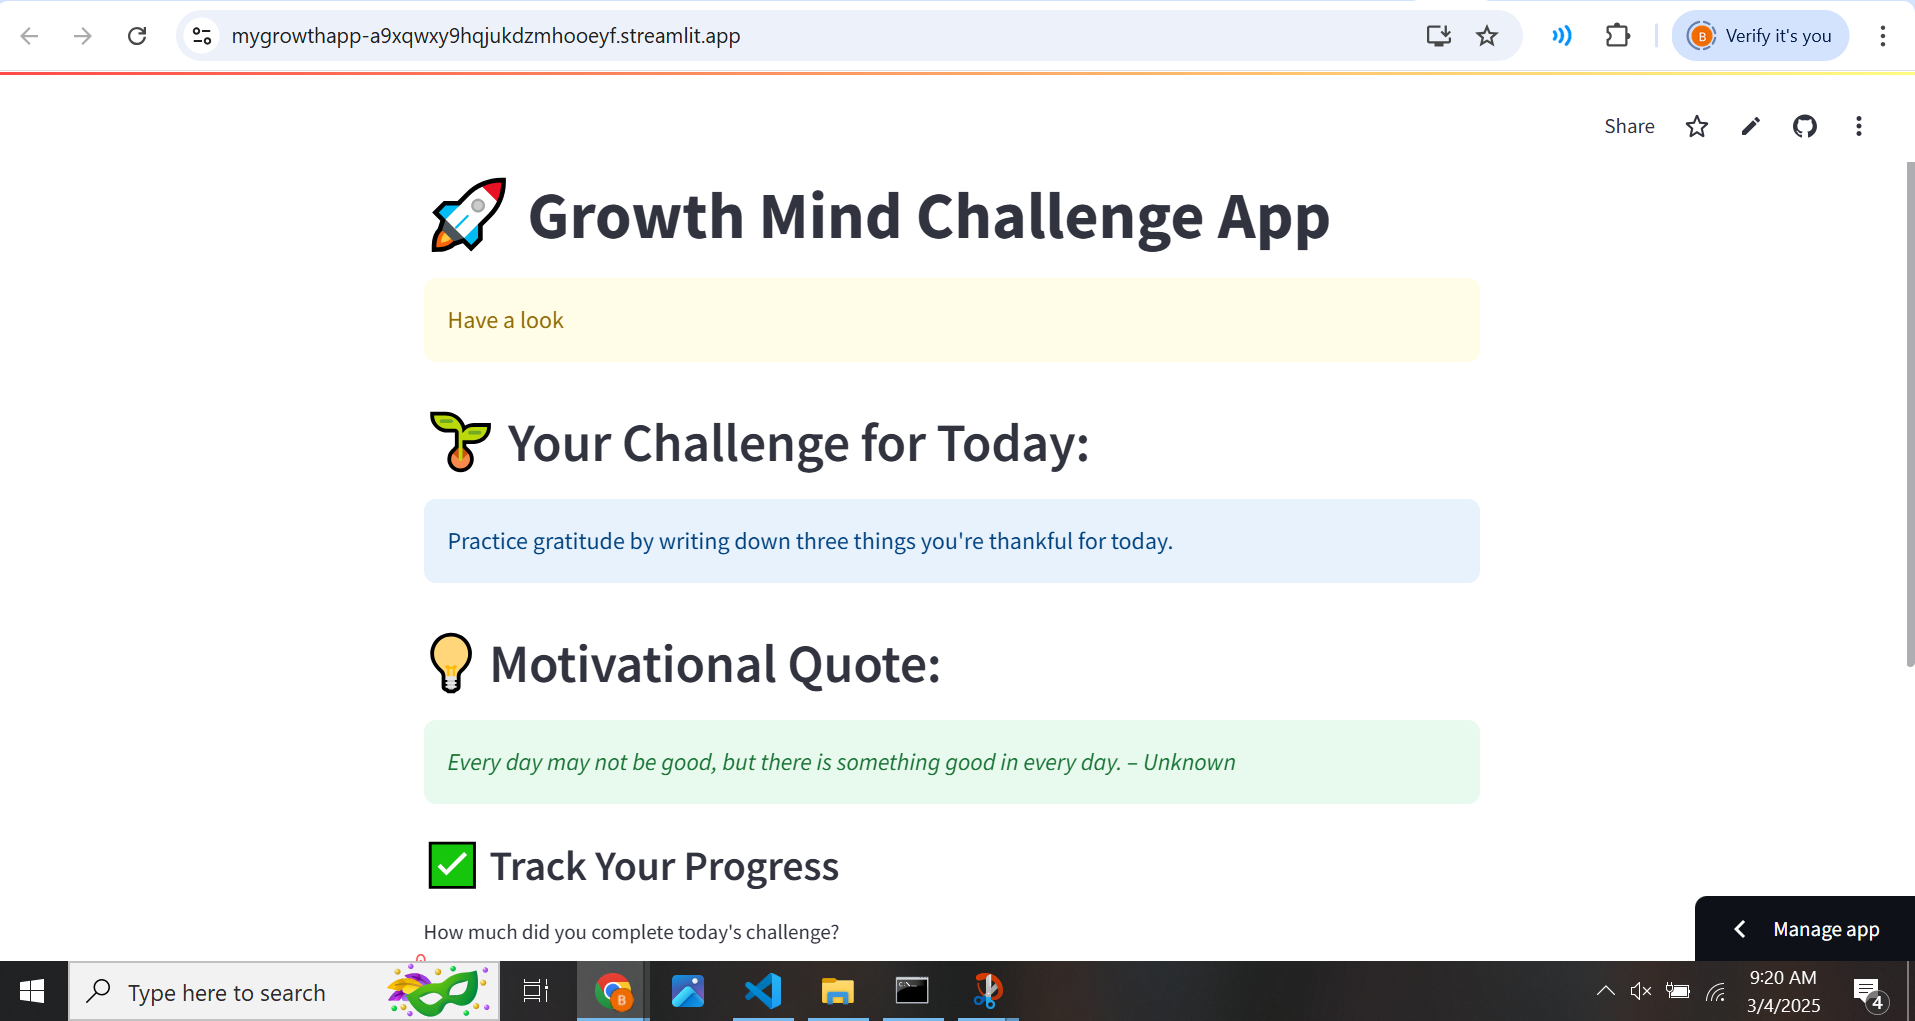 mygrowthapp-a9xqwxy9hqjukdzmhooeyf.streamlit.app
B
Verify it's you
Share
Growth Mind Challenge App
Have a look
Your Challenge for Today:
Practice gratitude by writing down three things you're thankful for today.
Motivational Quote:
Every day may not be good, but there is something good in every day. – Unknown
Track Your Progress
How much did you complete today's challenge?
Manage app
Type here to search
B
9:20 AM
3/4/2025
4